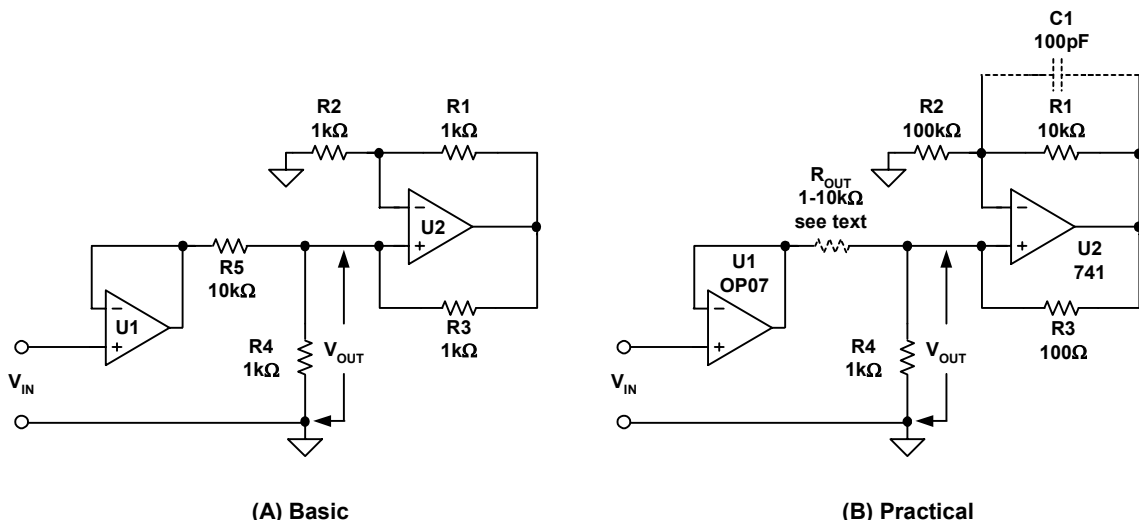 R2
1kΩ
R1
1kΩ
−
U2
+
R5
10kΩ
−
U1
+
R3
1kΩ
R4
1kΩ
VOUT
VIN
(A) Basic
C1
100pF
R2
100kΩ
R1
10kΩ
ROUT
1-10kΩ
see text
−
+
U2
741
U1
OP07
−
+
R3
100Ω
R4
1kΩ
VOUT
VIN
(B) Practical